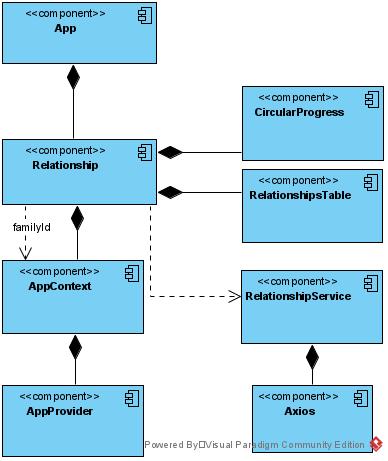 <<component>>
App
<<component>>
CircularProgress
<<component>>
Relationship
<<component>>
RelationshipsTable
familyId
<<component>>
AppContext
<<component>>
RelationshipService
<<component>>
AppProvider
<<component>>
Axios
Powered By Visual Paradigm Community Edition